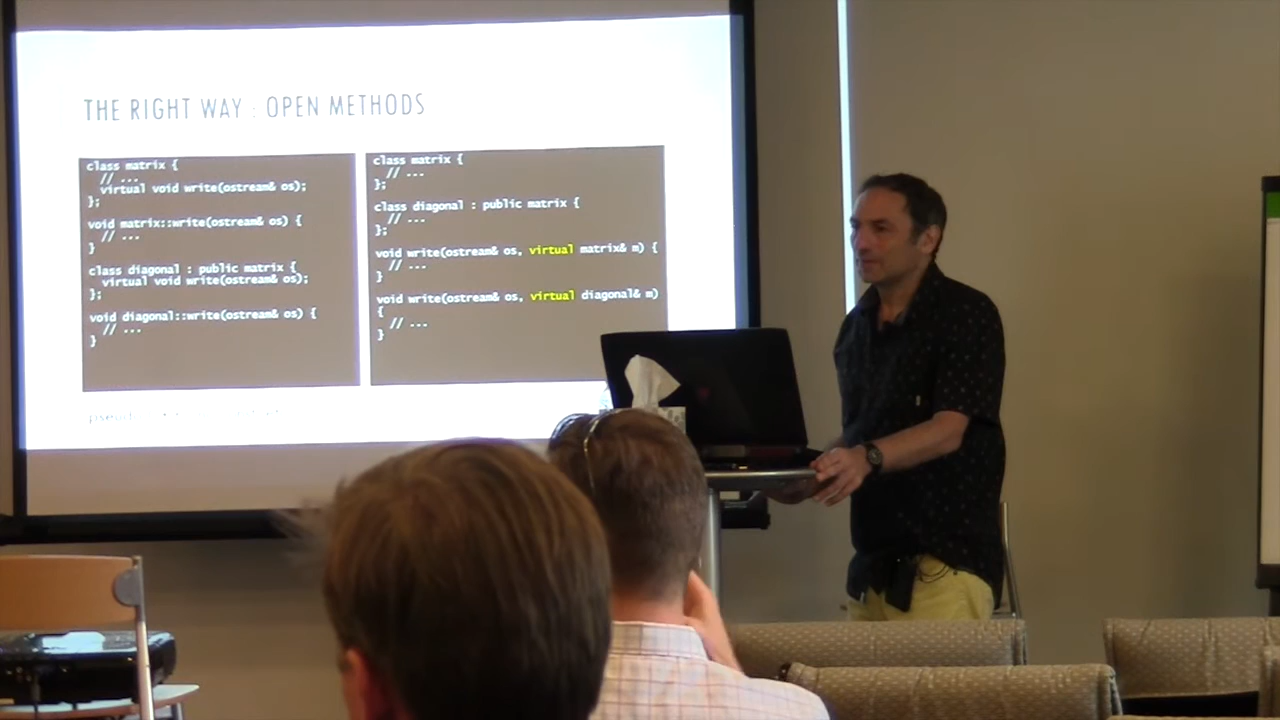 THE RIGHT WAY : OPEN METHODS
class matrix {
// ...
virtual void write(ostream& os);
};
void matrix::write(ostream& os) {
// ...
}
class diagonal : public matrix {
virtual void write(ostream& os);
};
void diagonal::write(ostream& os) {
// ...
}
class matrix {
// ...
};
class diagonal : public matrix {
// ...
};
void write(ostream& os, virtual matrix& m) {
// ...
}
void write(ostream& os, virtual diagonal& m)
{
// ...
}